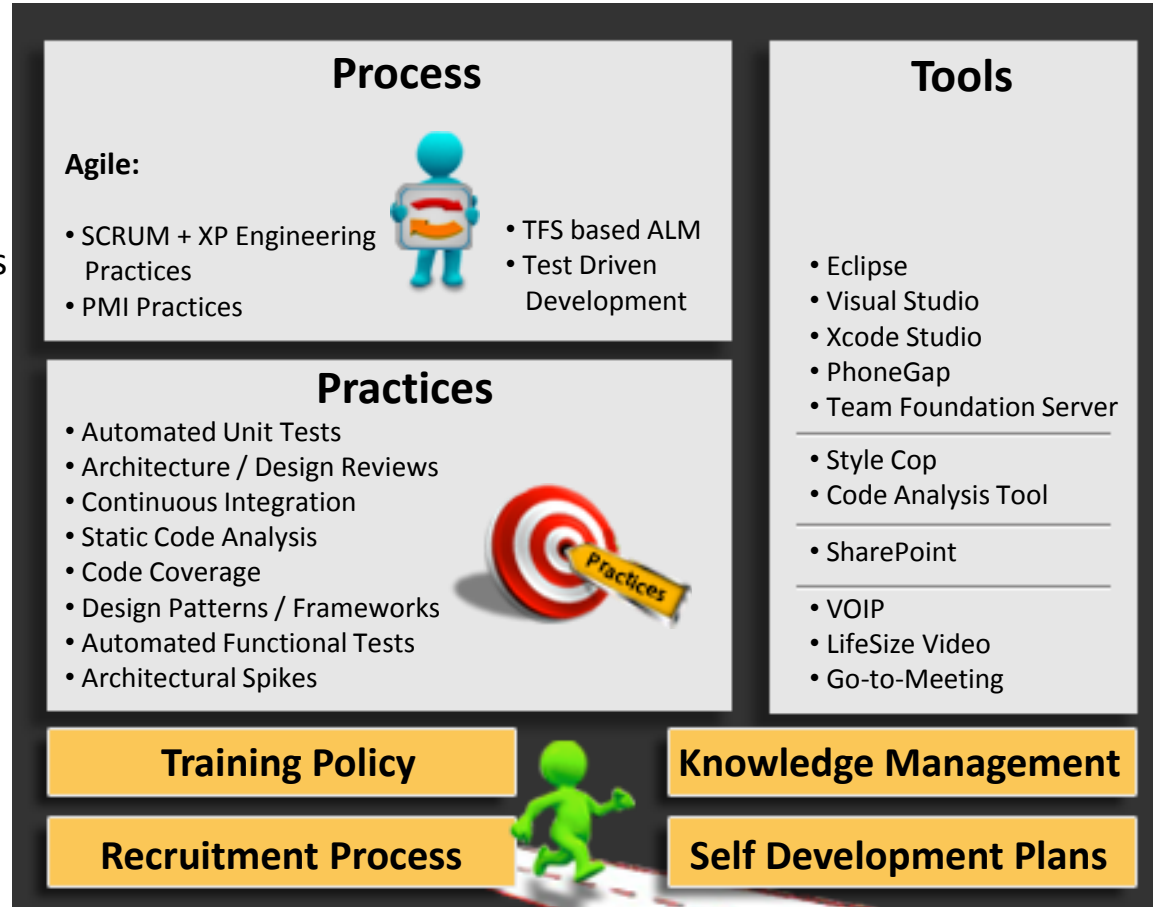 Process
Agile:
• SCRUM + XP Engineering
Practices
• PMI Practices
• TFS based ALM
• Test Driven
Development
s
Practices
• Automated Unit Tests
• Architecture / Design Reviews
• Continuous Integration
• Static Code Analysis
• Code Coverage
• Design Patterns / Frameworks
• Automated Functional Tests
• Architectural Spikes
Practices
Tools
• Eclipse
• Visual Studio
• Xcode Studio
• PhoneGap
• Team Foundation Server
• Style Cop
• Code Analysis Tool
• SharePoint
• VOIP
• LifeSize Video
• Go-to-Meeting
Training Policy
Knowledge Management
Recruitment Process
Self Development Plans